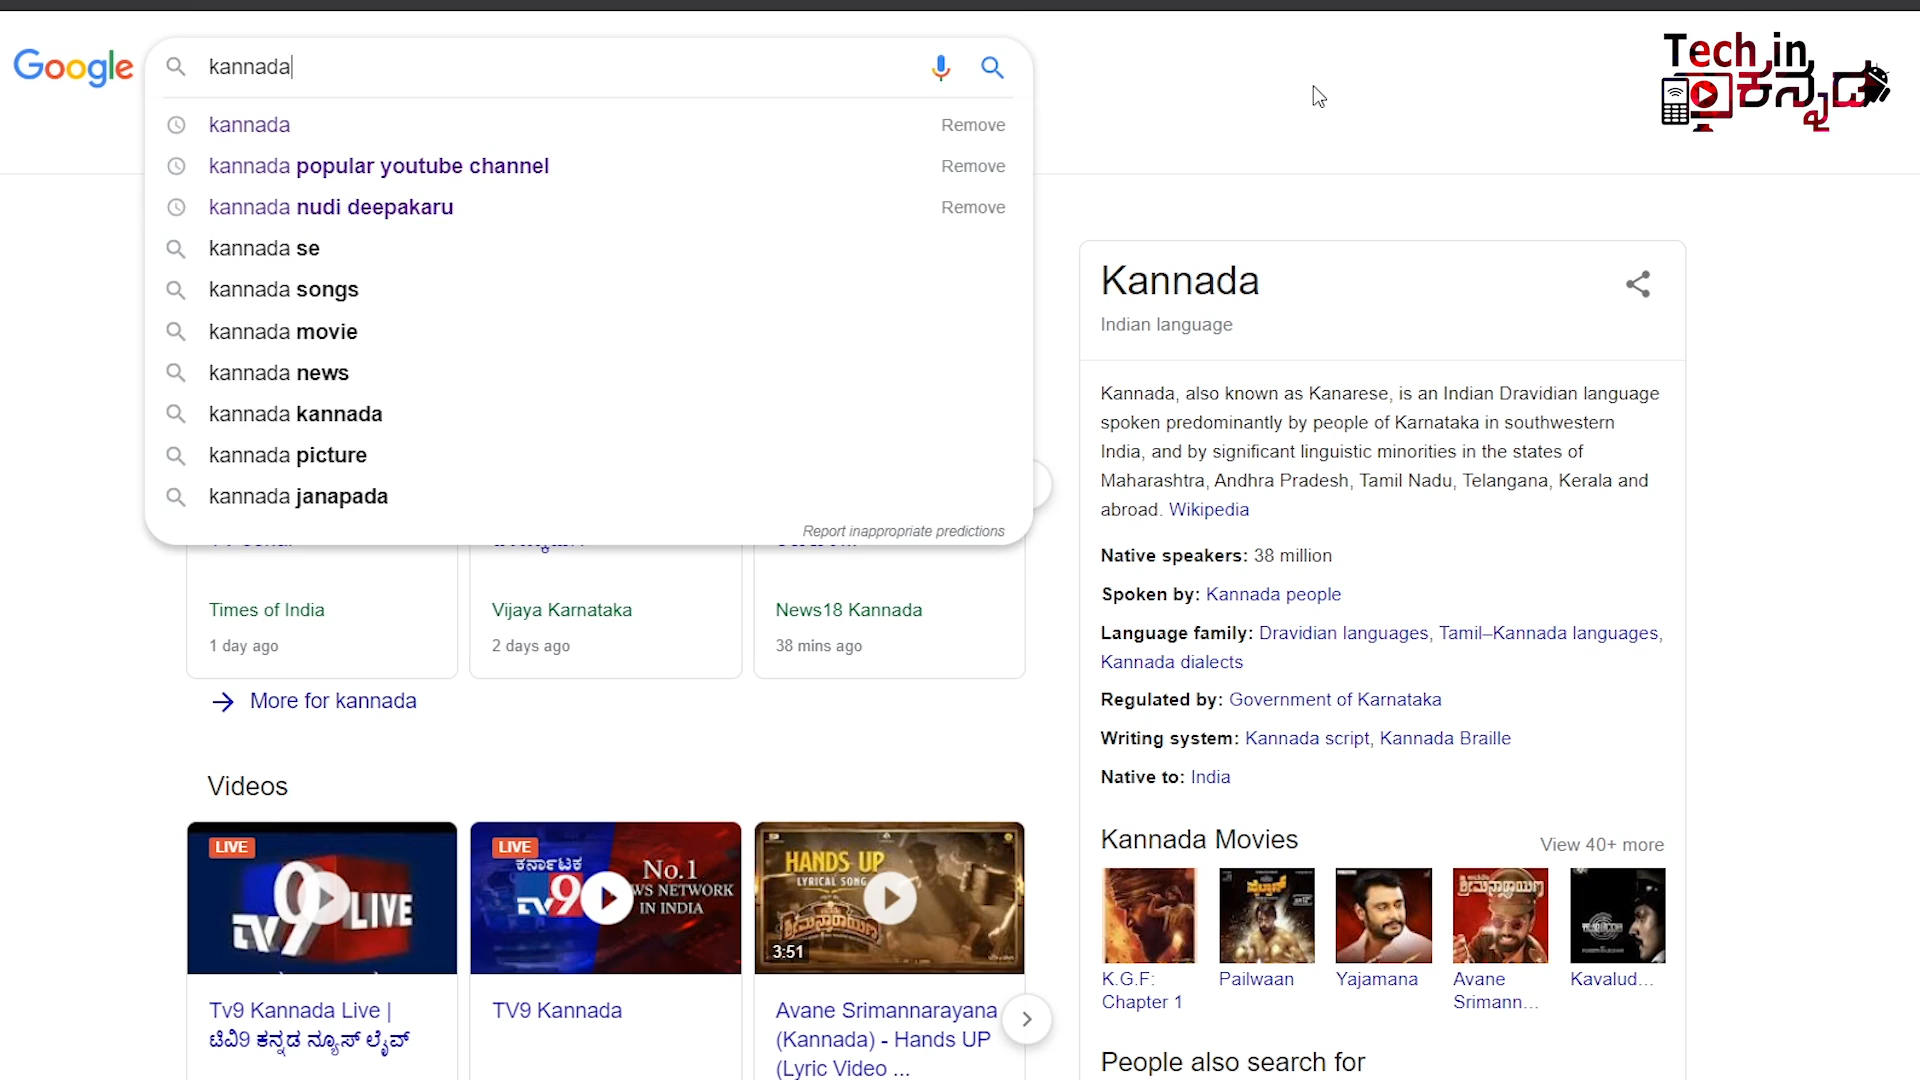 Google
kannada
kannada Remove
kannada popular youtube channel Remove
kannada nudi deepakaru Remove
kannada se
kannada songs
kannada movie
kannada news
kannada kannada
kannada picture
kannada janapada
Report inappropriate predictions
Tech in
ಕನ್ನಡ
Times of India
1 day ago
Vijaya Karnataka
2 days ago
News18 Kannada
38 mins ago
More for kannada
Videos
LIVE
TV9 LIVE
Tv9 Kannada Live |
ಟಿವಿ9 ಕನ್ನಡ ನ್ಯೂಸ್ ಲೈವ್
LIVE
ಕರ್ನಾಟಕ
TV9
No.1
WS NETWORK
IN INDIA
TV9 Kannada
HANDS UP
LYRICAL SONG
ಶ್ರೀಮನ್ನಾರಾಯಣ
3:51
Avane Srimannarayana
(Kannada) - Hands UP
(Lyric Video ...
Kannada
Indian language
Kannada, also known as Kanarese, is an Indian Dravidian language
spoken predominantly by people of Karnataka in southwestern
India, and by significant linguistic minorities in the states of
Maharashtra, Andhra Pradesh, Tamil Nadu, Telangana, Kerala and
abroad. Wikipedia
Native speakers: 38 million
Spoken by: Kannada people
Language family: Dravidian languages, Tamil–Kannada languages,
Kannada dialects
Regulated by: Government of Karnataka
Writing system: Kannada script, Kannada Braille
Native to: India
Kannada Movies
View 40+ more
ಪೈಲ್ವಾನ್
ಶ್ರೀಮನ್ನಾರಾಯಣ
K.G.F:
Chapter 1
Pailwaan
Yajamana
Avane
Srimann...
Kavalud...
People also search for